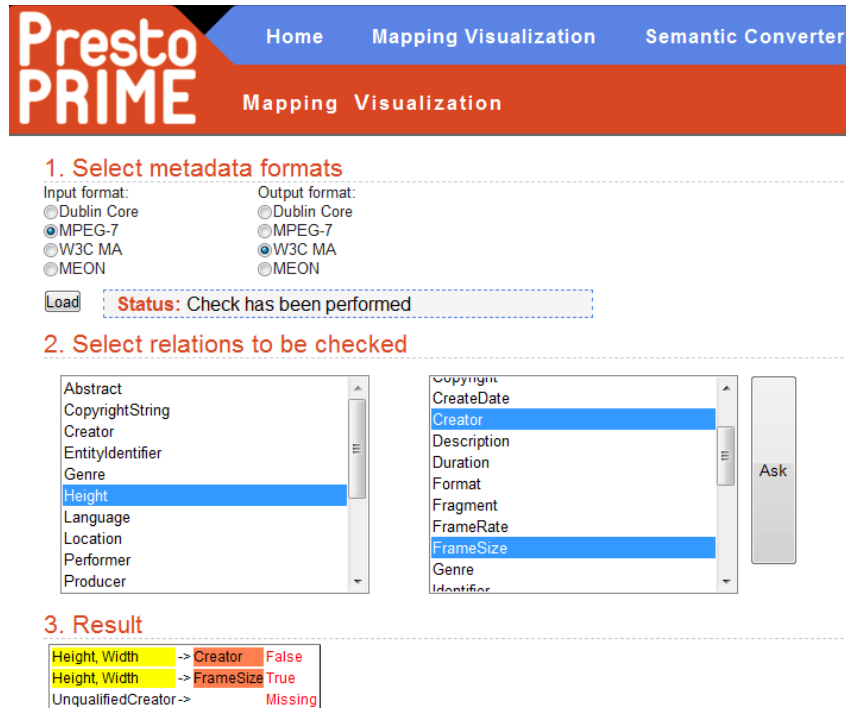 Presto
PRIME
Home Mapping Visualization Semantic Converter
Mapping Visualization
1. Select metadata formats
Input format: Output format:
Dublin Core Dublin Core
MPEG-7 MPEG-7
W3C MA W3C MA
MEON MEON
Load Status: Check has been performed
2. Select relations to be checked
Abstract
CopyrightString
Creator
EntityIdentifier
Genre
Height
Language
Location
Performer
Producer
Copyright
CreateDate
Creator
Description
Duration
Format
Fragment
FrameRate
FrameSize
Genre
Identifier
Ask
3. Result
Height, Width -> Creator False
Height, Width -> FrameSize True
UnqualifiedCreator -> Missing